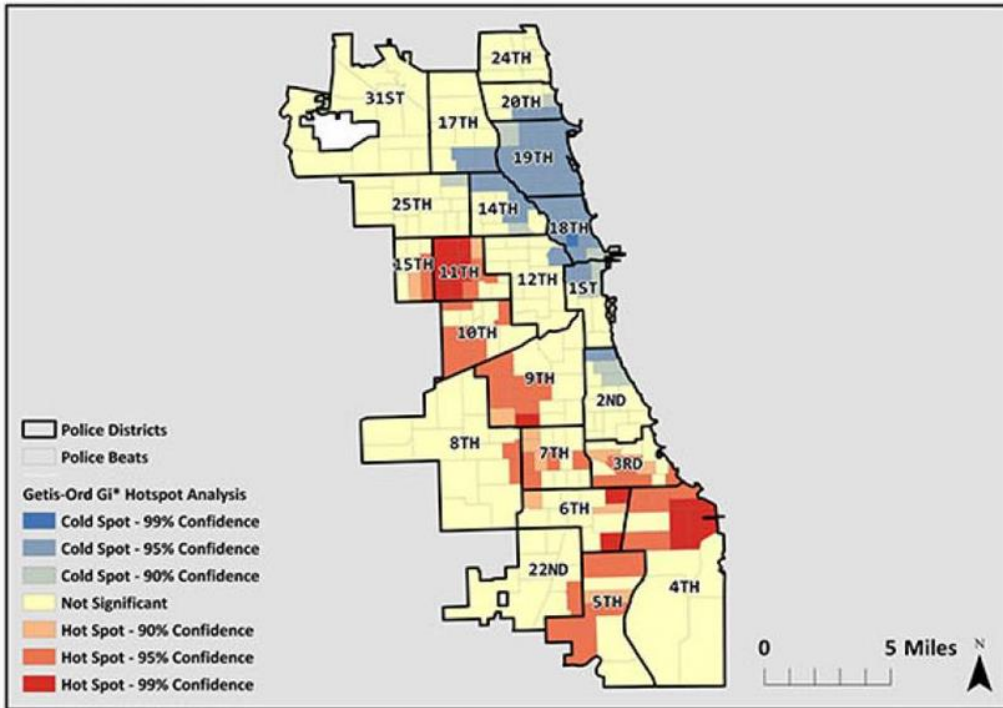 24TH
20TH
31ST
17TH
19TH
25TH
14TH
18TH
15TH
11TH
12TH
1ST
10TH
9TH
2ND
8TH
7TH
3RD
6TH
22ND
5TH
4TH
Police Districts
Police Beats
Getis-Ord Gi* Hotspot Analysis
Cold Spot - 99% Confidence
Cold Spot - 95% Confidence
Cold Spot - 90% Confidence
Not Significant
Hot Spot - 90% Confidence
Hot Spot - 95% Confidence
Hot Spot - 99% Confidence
0 5 Miles
N